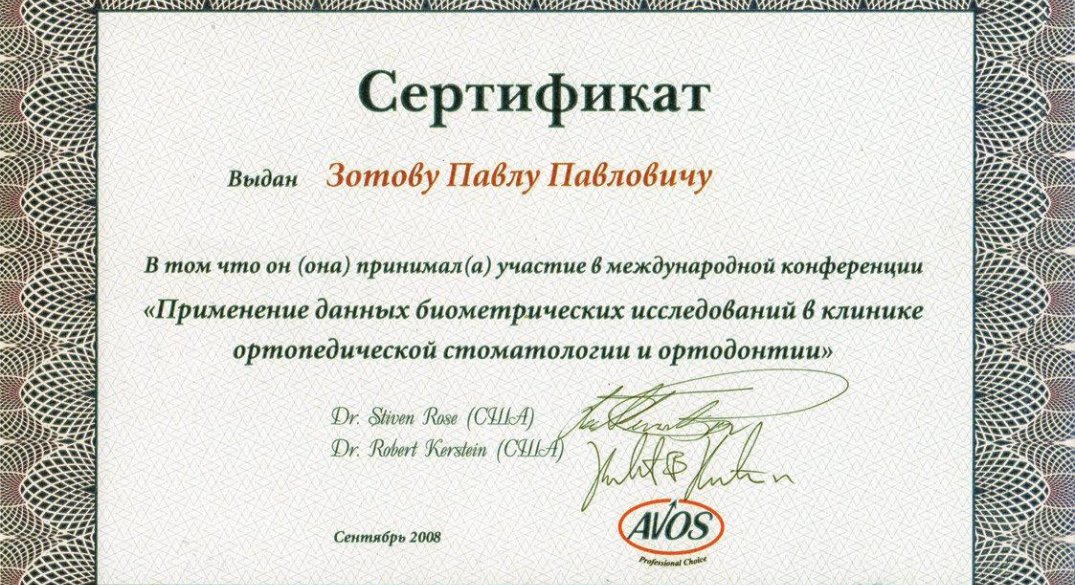 Сертификат
Выдан Зотову Павлу Павловичу
В том что он (она) принимал(а) участие в международной конференции
«Применение данных биометрических исследований в клинике
ортопедической стоматологии и ортодонтии»
Dr. Stiven Rose (США)
Dr. Robert Kerstein (США)
Сентябрь 2008
AVOS
Professional Choice